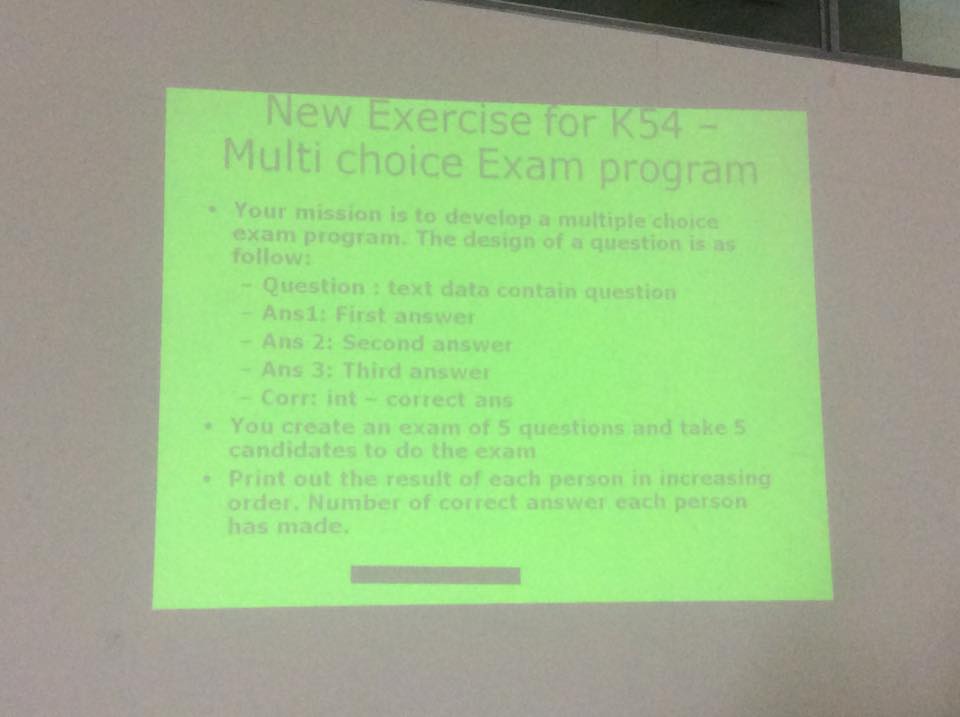 New Exercise for K54 –
Multi choice Exam program
• Your mission is to develop a multiple choice
exam program. The design of a question is as
follow:
– Question : text data contain question
– Ans1: First answer
– Ans 2: Second answer
– Ans 3: Third answer
– Corr: int – correct ans
• You create an exam of 5 questions and take 5
candidates to do the exam
• Print out the result of each person in increasing
order. Number of correct answer each person
has made.